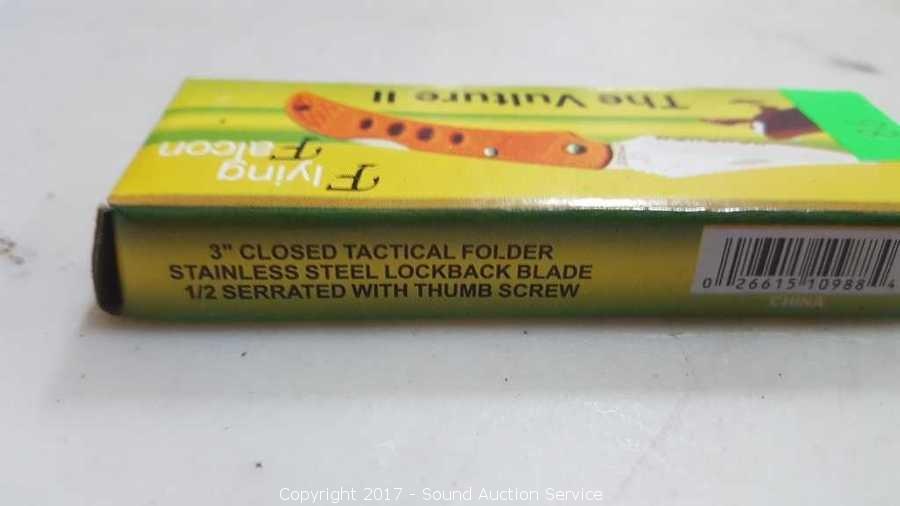 The Vulture II
Flying
Falcon
3" CLOSED TACTICAL FOLDER
STAINLESS STEEL LOCKBACK BLADE
1/2 SERRATED WITH THUMB SCREW
0 26615 10988 4
CHINA
Copyright 2017 - Sound Auction Service